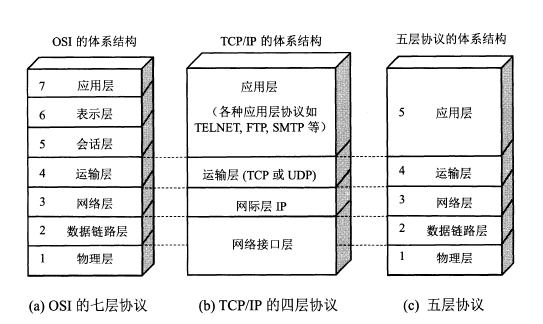 OSI 的体系结构
TCP/IP 的体系结构
五层协议的体系结构
7 应用层
6 表示层
5 会话层
4 运输层
3 网络层
2 数据链路层
1 物理层
应用层
(各种应用层协议如
TELNET, FTP, SMTP 等)
运输层 (TCP 或 UDP)
网际层 IP
网络接口层
5 应用层
4 运输层
3 网络层
2 数据链路层
1 物理层
(a) OSI 的七层协议
(b) TCP/IP 的四层协议
(c) 五层协议